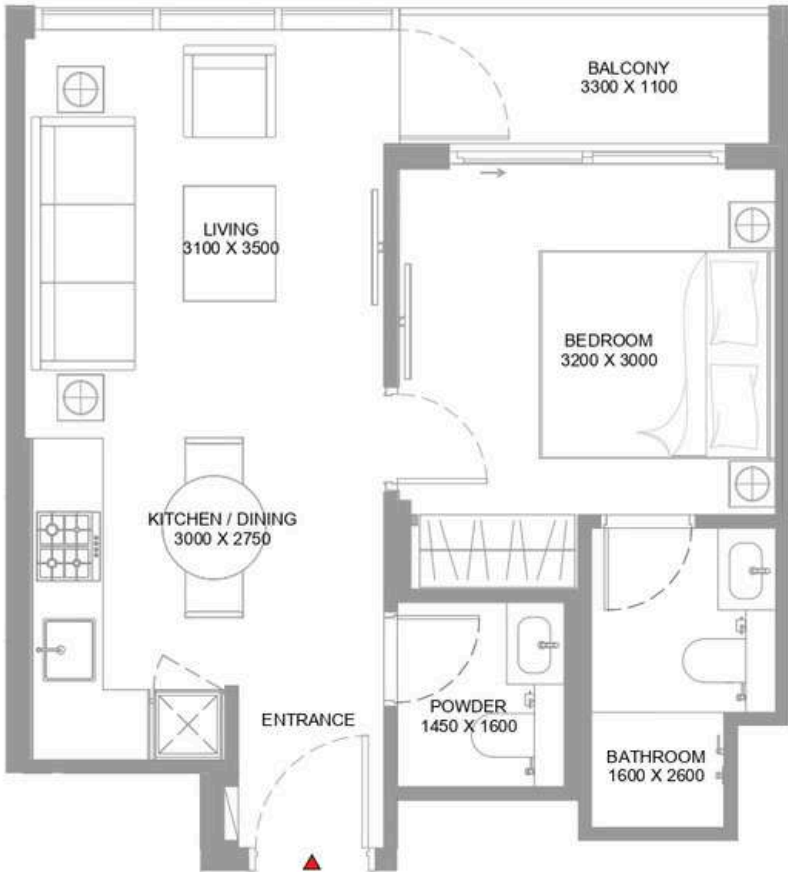 BALCONY
3300 X 1100
LIVING
3100 X 3500
BEDROOM
3200 X 3000
KITCHEN / DINING
3000 X 2750
ENTRANCE
POWDER
1450 X 1600
BATHROOM
1600 X 2600